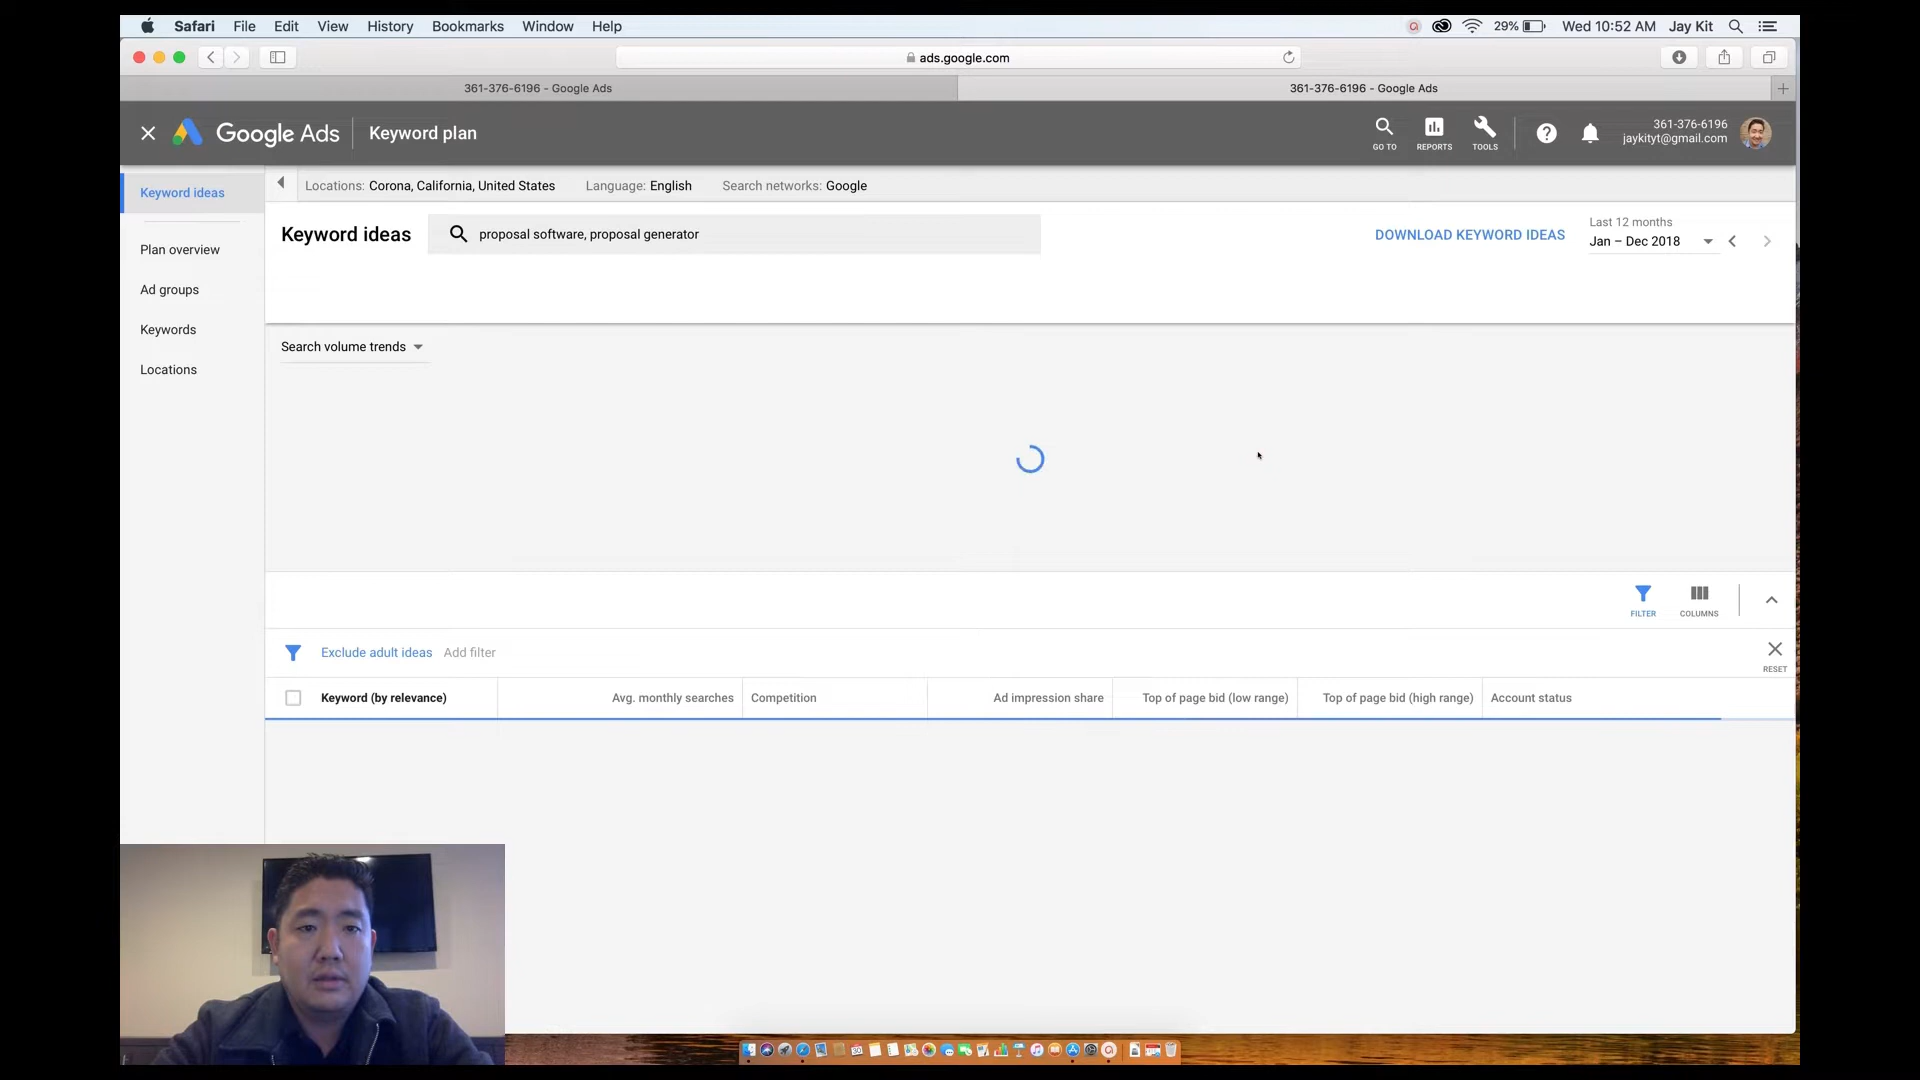 Safari File Edit View History Bookmarks Window Help 29% Wed 10:52 AM Jay Kit
ads.google.com
361-376-6196 - Google Ads 361-376-6196 - Google Ads
Google Ads Keyword plan
GO TO REPORTS TOOLS
361-376-6196
jaykityt@gmail.com
Keyword ideas
Plan overview
Ad groups
Keywords
Locations
Locations: Corona, California, United States Language: English Search networks: Google
Keyword ideas proposal software, proposal generator DOWNLOAD KEYWORD IDEAS
Last 12 months
Jan – Dec 2018
Search volume trends
FILTER COLUMNS
Exclude adult ideas Add filter
RESET
Keyword (by relevance) Avg. monthly searches Competition Ad impression share Top of page bid (low range) Top of page bid (high range) Account status